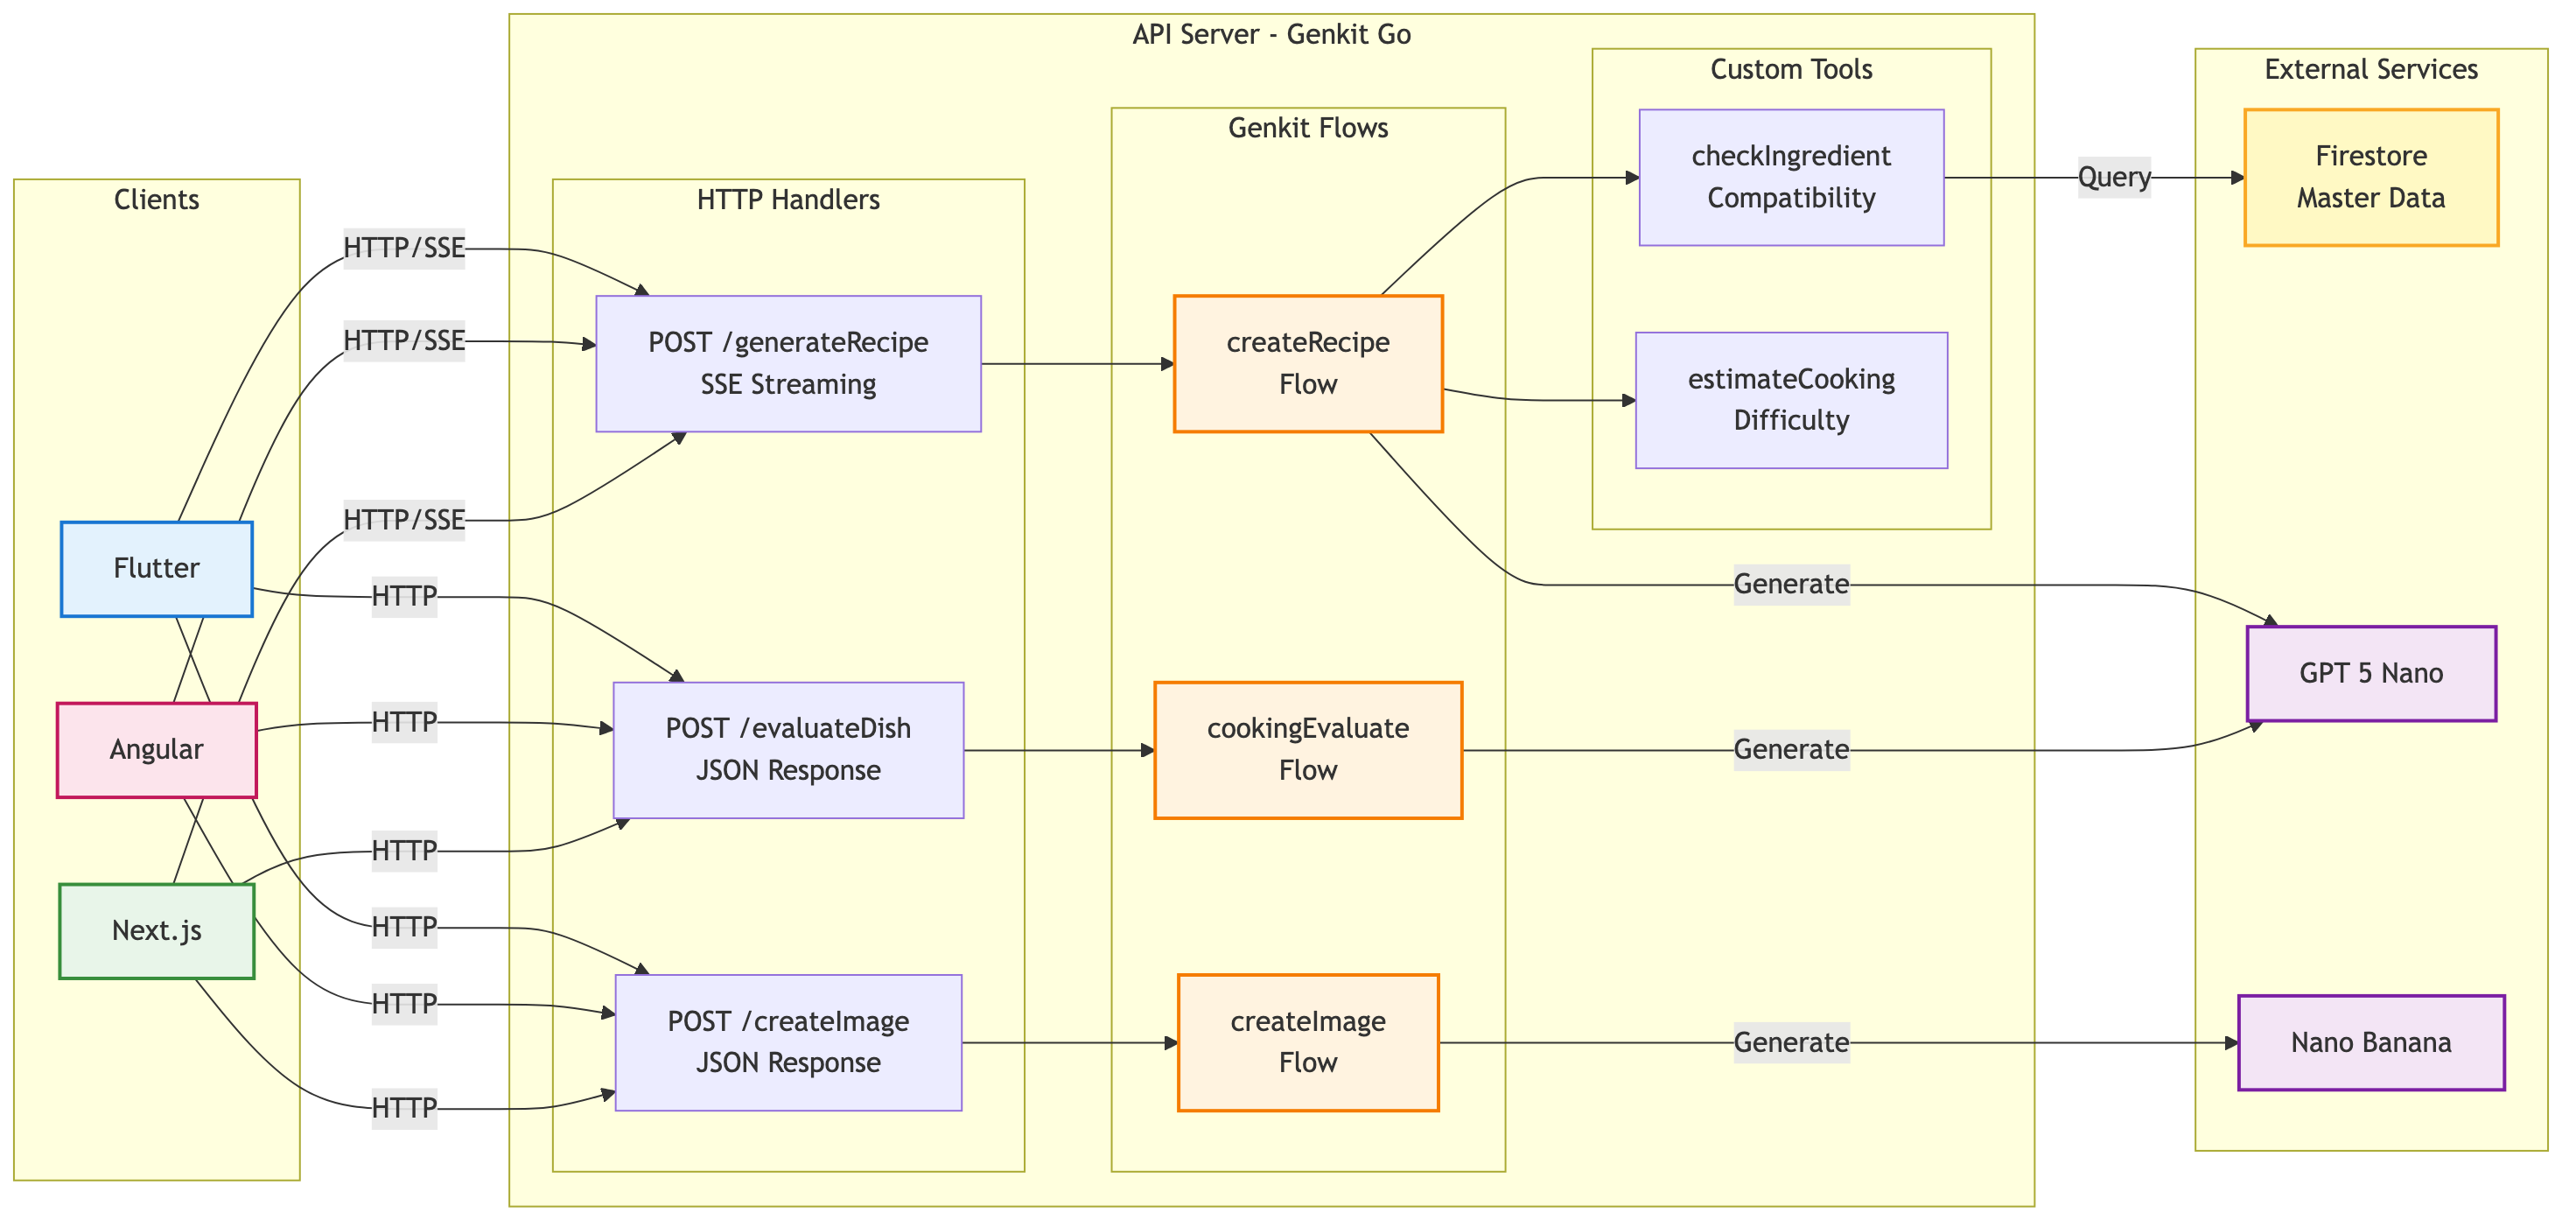 API Server - Genkit Go
Clients
Flutter
Angular
Next.js
HTTP/SSE
HTTP/SSE
HTTP/SSE
HTTP
HTTP
HTTP
HTTP
HTTP
HTTP
HTTP Handlers
POST /generateRecipe
SSE Streaming
POST /evaluateDish
JSON Response
POST /createImage
JSON Response
Genkit Flows
createRecipe
Flow
cookingEvaluate
Flow
createImage
Flow
Custom Tools
checkIngredient
Compatibility
estimateCooking
Difficulty
Query
Generate
Generate
Generate
External Services
Firestore
Master Data
GPT 5 Nano
Nano Banana